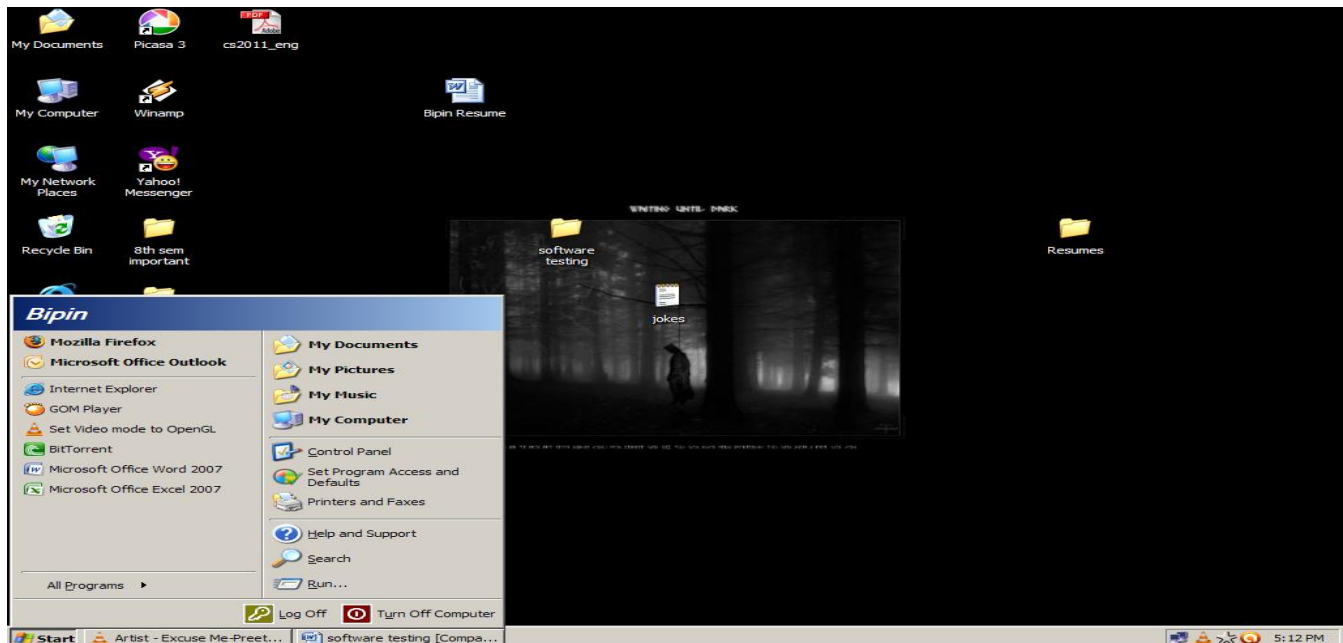 My Documents
Picasa 3
PDF
Adobe
cs2011_eng
My Computer
Winamp
Bipin Resume
My Network
Places
Yahoo!
Messenger
WAITING UNTIL DARK
Recycle Bin
8th sem
important
software
testing
Resumes
jokes
Bipin
Mozilla Firefox
Microsoft Office Outlook
Internet Explorer
GOM Player
Set Video mode to OpenGL
BitTorrent
Microsoft Office Word 2007
Microsoft Office Excel 2007
All Programs
My Documents
My Pictures
My Music
My Computer
Control Panel
Set Program Access and
Defaults
Printers and Faxes
Help and Support
Search
Run...
Log Off
Turn Off Computer
Start
Artist - Excuse Me-Preet...
software testing [Compa...
5:12 PM